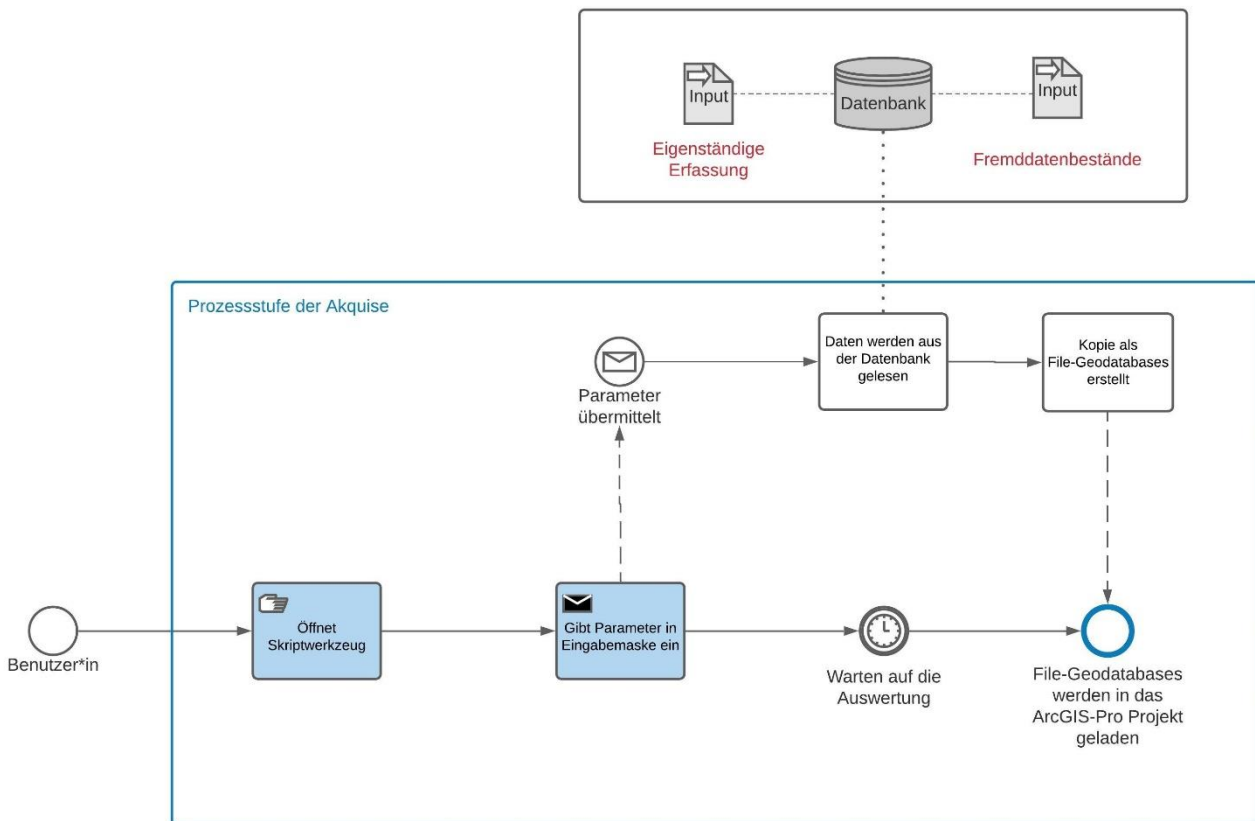 Input
Datenbank
Input
Eigenständige
Erfassung
Fremddatenbestände
Prozessstufe der Akquise
Parameter
übermittelt
Daten werden aus
der Datenbank
gelesen
Kopie als
File-Geodatabases
erstellt
Benutzer*in
Öffnet
Skriptwerkzeug
Gibt Parameter in
Eingabemaske ein
Warten auf die
Auswertung
File-Geodatabases
werden in das
ArcGIS-Pro Projekt
geladen